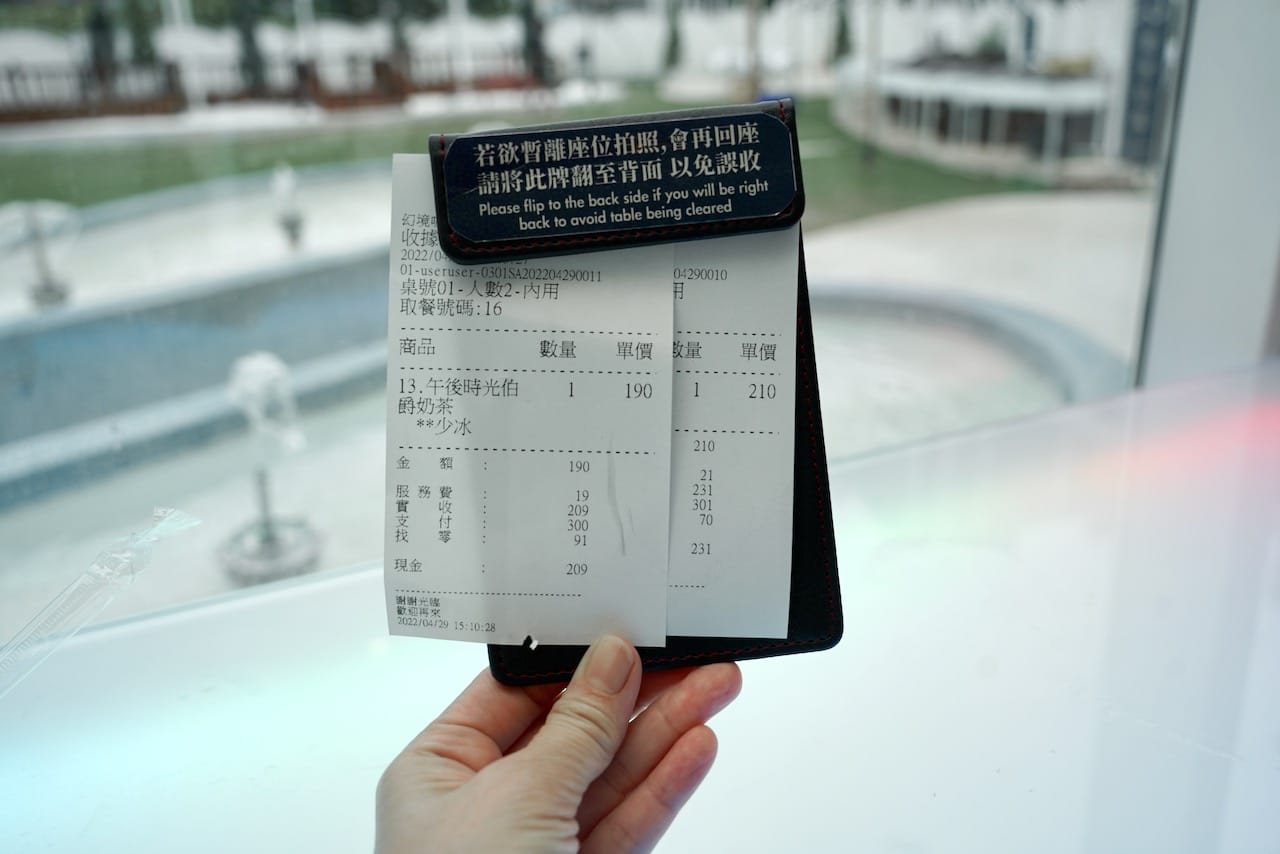 若欲暫離座位拍照,會再回座
請將此牌翻至背面 以免誤收
Please flip to the back side if you will be right
back to avoid table being cleared
幻境
收據
2022/04
01-useruser-0301SA202204290011
桌號01-人數2-內用
取餐號碼:16
商品 數量 單價
13.午後時光伯 1 190
爵奶茶
**少冰
金 額 : 190
服 務 費 : 19
實 收 : 209
支 付 : 300
找 零 : 91
現金 : 209
謝謝光臨
歡迎再來
2022/04/29 15:10:28
04290010
用
數量 單價
1 210
210
21
231
301
70
231